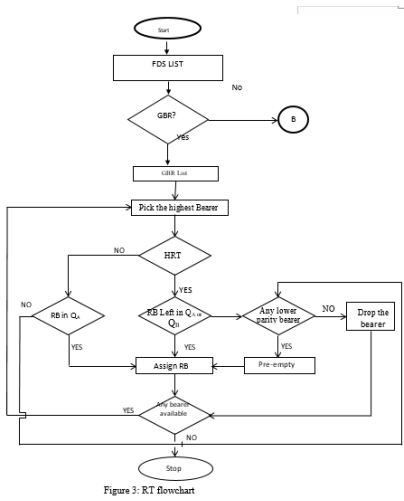 Start
FDS LIST
No
GBR?
B
Yes
GBR List
Pick the highest Bearer
NO
HRT
YES
NO
RB in QA
RB Left in QA or
QB
Any lower
parity bearer
NO
Drop the
bearer
YES
YES
YES
Assign RB
Pre-empty
YES
Any bearer
available
NO
Stop
Figure 3: RT flowchart